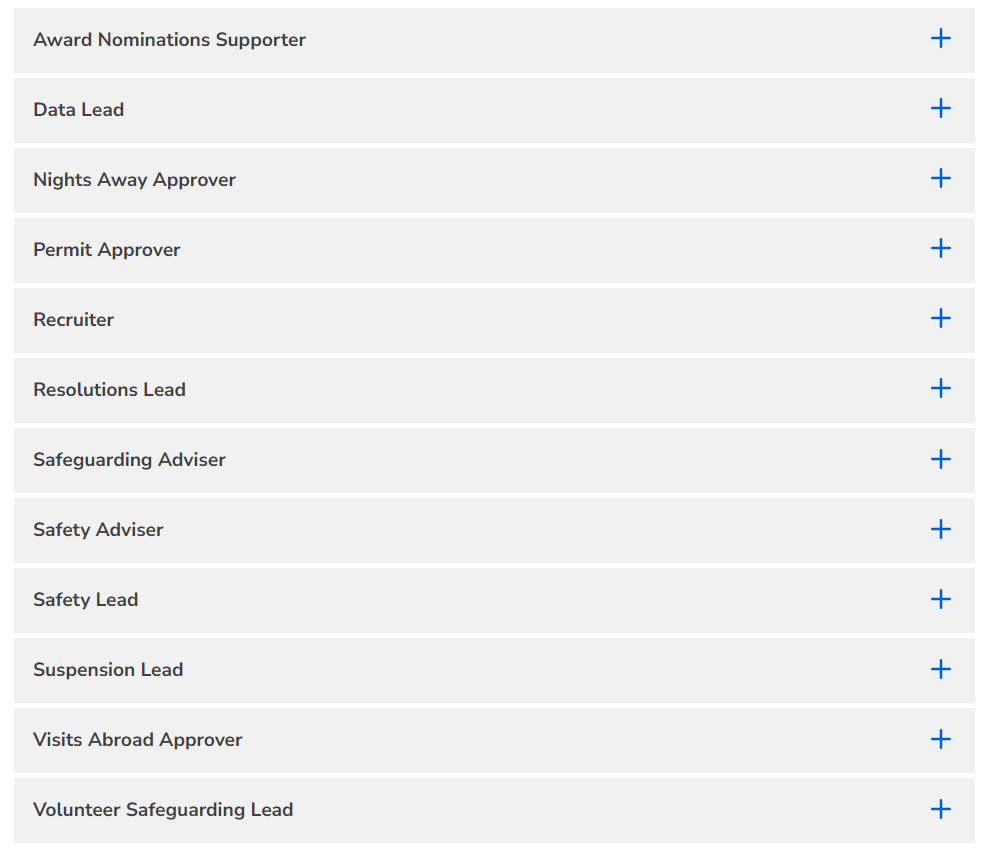 Award Nominations Supporter
Data Lead
Nights Away Approver
Permit Approver
Recruiter
Resolutions Lead
Safeguarding Adviser
Safety Adviser
Safety Lead
Suspension Lead
Visits Abroad Approver
Volunteer Safeguarding Lead